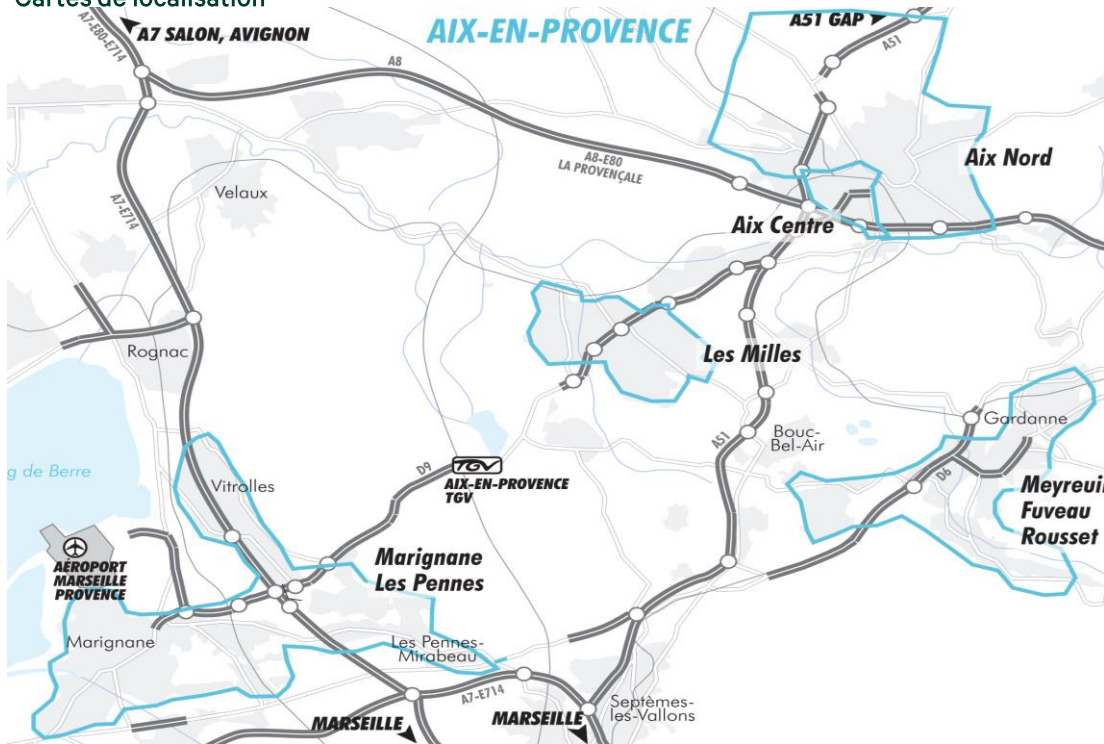 Cartes de localisation
A7-E80-E714
A7 SALON, AVIGNON
AIX-EN-PROVENCE
A51 GAP
A51
A8
A8-E80
LA PROVENÇALE
Aix Nord
Velaux
A7-E714
Aix Centre
Rognac
Les Milles
g de Berre
Vitrolles
D9
TGV
AIX-EN-PROVENCE
TGV
A51
Bouc-
Bel-Air
Gardanne
D6
Meyreuil
Fuveau
Rousset
AÉROPORT
MARSEILLE
PROVENCE
Marignane
Les Pennes
Marignane
Les Pennes-
Mirabeau
A7-E714
Septèmes-
les-Vallons
MARSEILLE
MARSEILLE